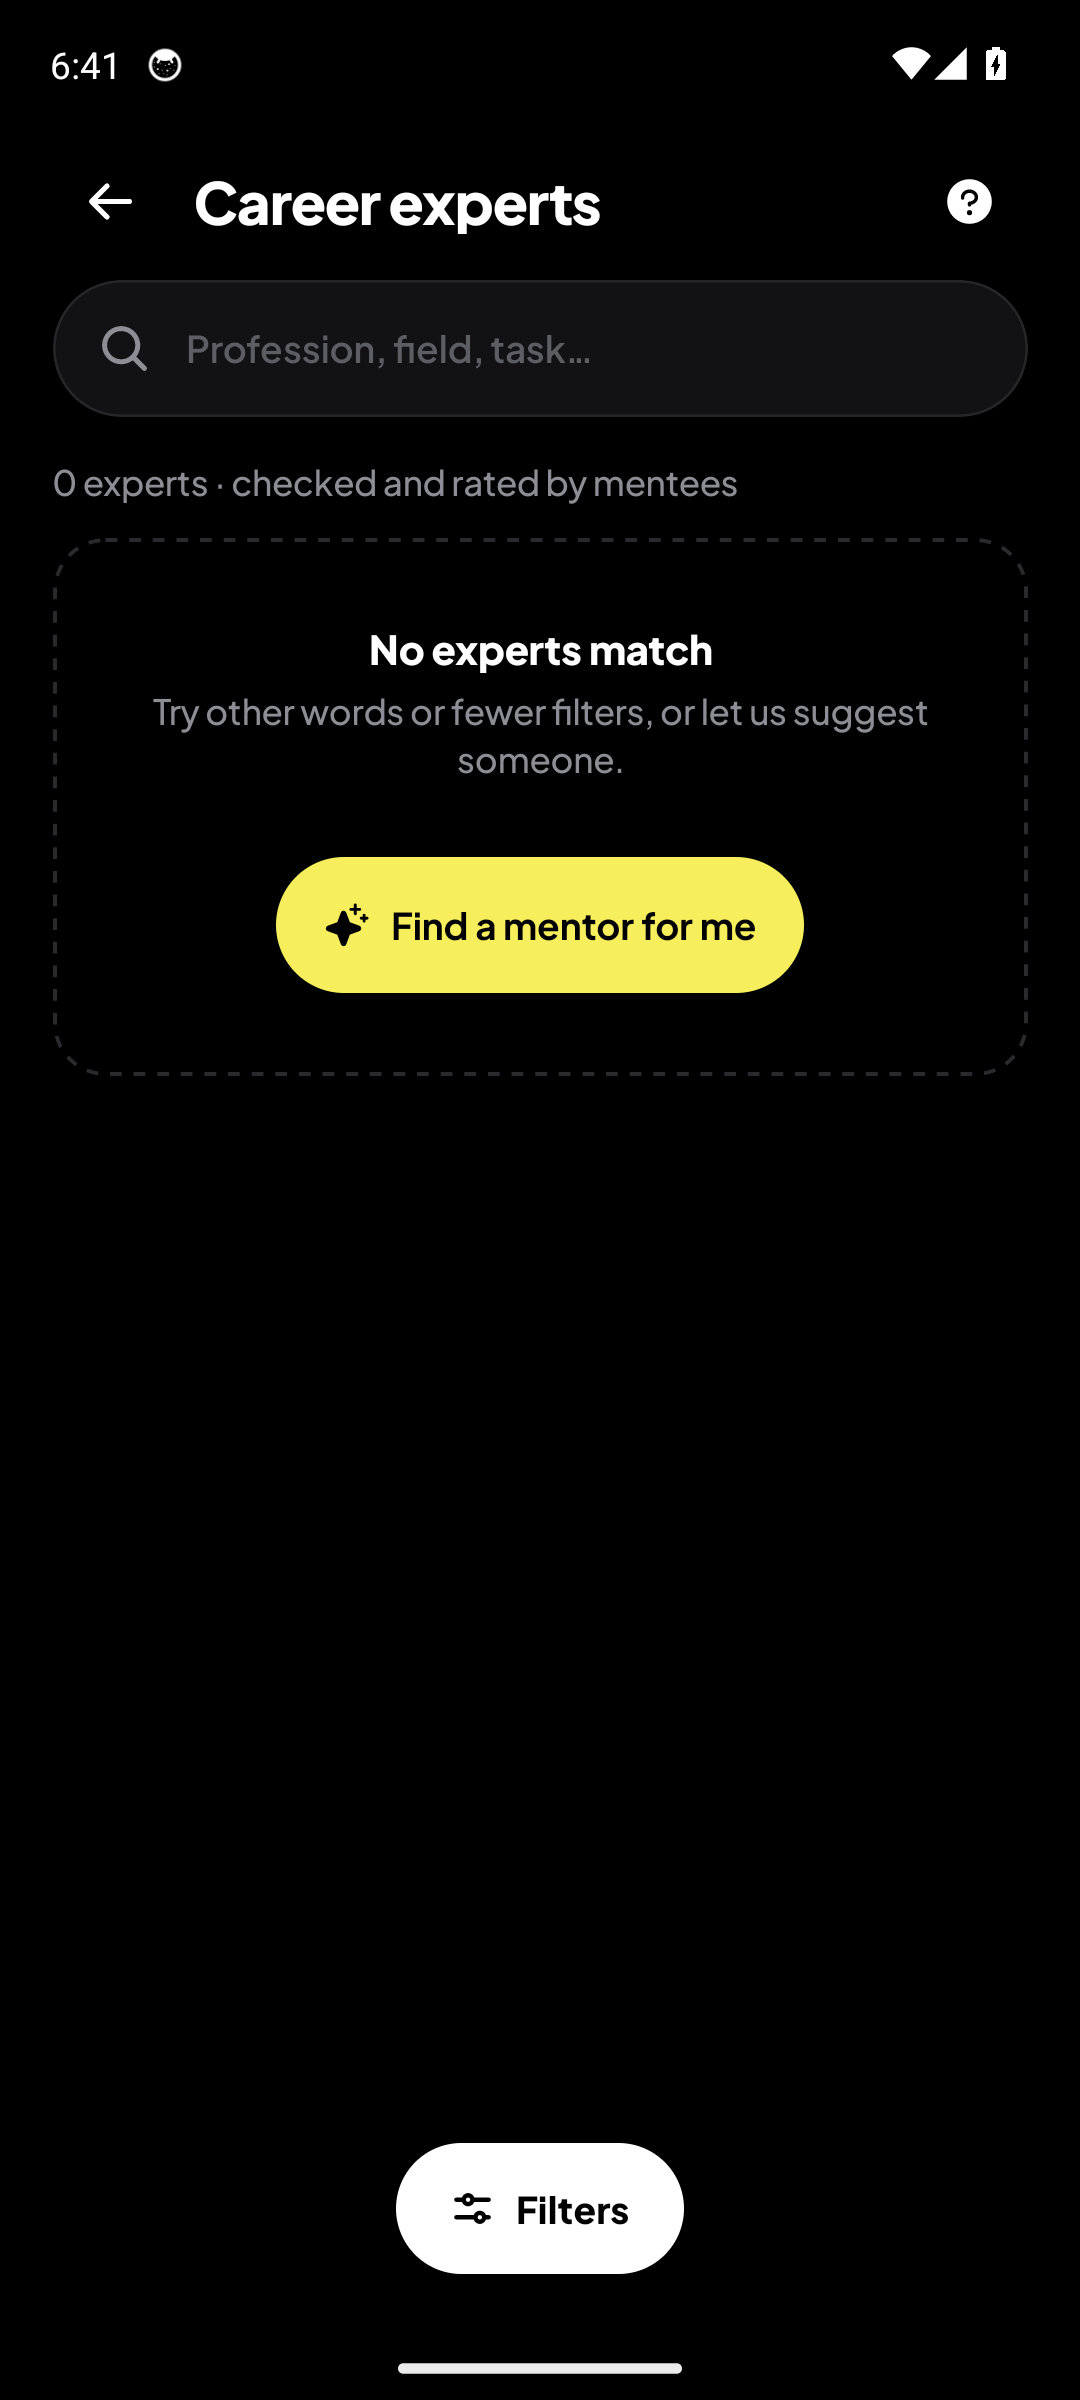 6:41
Career experts
Profession, field, task...
0 experts · checked and rated by mentees
No experts match
Try other words or fewer filters, or let us suggest
someone.
Find a mentor for me
Filters